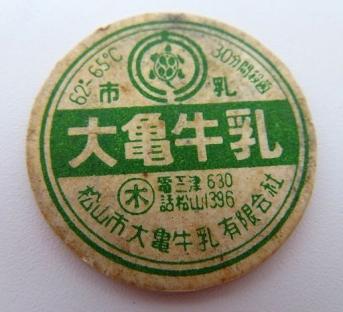 62°-65°C 30分間殺菌
市乳
大亀牛乳
木
電話 三津 630
松山 1396
松山市大亀牛乳有限会社